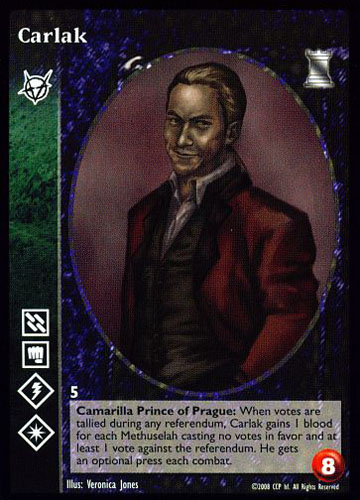 Carlak
5
Camarilla Prince of Prague: When votes are
tallied during any referendum, Carlak gains 1 blood
for each Methuselah casting no votes in favor and at
least 1 vote against the referendum. He gets
an optional press each combat.
8
Illus: Veronica Jones
©2008 CCP hf. All Rights Reserved